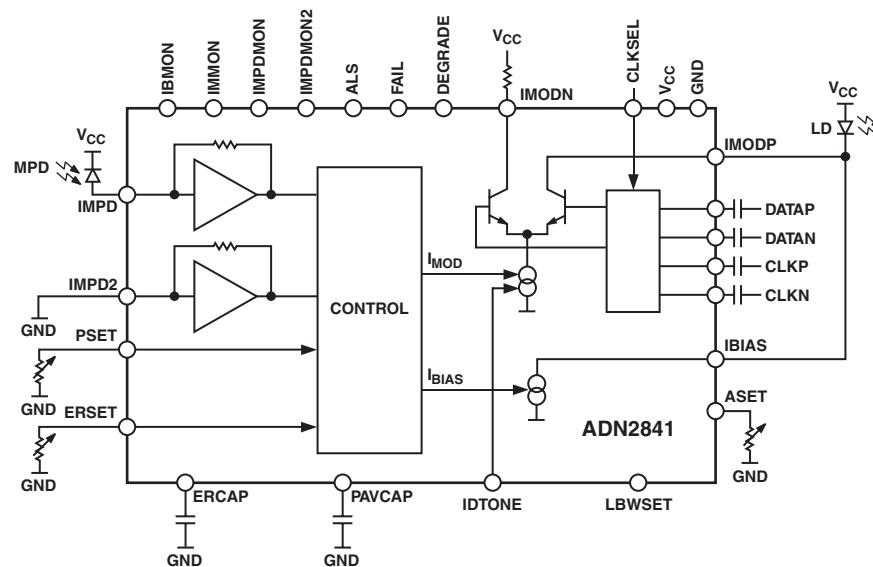 IBMON
IMMON
IMPDMON
IMPDMON2
ALS
FAIL
DEGRADE
VCC
IMODN
CLKSEL
VCC
GND
VCC
LD
IMODP
VCC
MPD
IMPD
DATAP
DATAN
CLKP
CLKN
IMPD2
GND
IMOD
CONTROL
PSET
GND
IBIAS
IBIAS
ERSET
GND
ASET
GND
ADN2841
ERCAP
GND
PAVCAP
GND
IDTONE
LBWSET